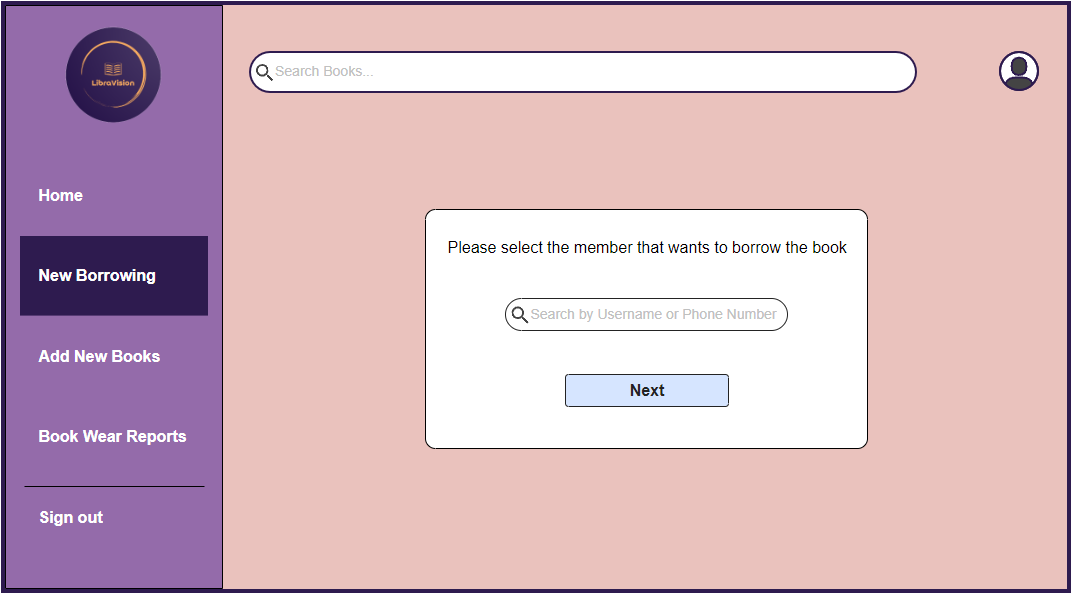 LibraVision
Search Books...
Home
New Borrowing
Add New Books
Book Wear Reports
Sign out
Please select the member that wants to borrow the book
Search by Username or Phone Number
Next